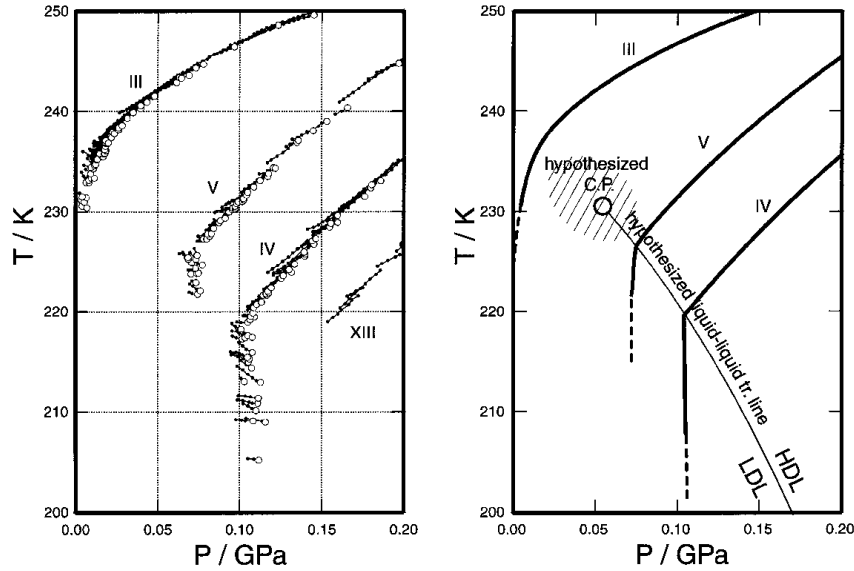 250
240
230
220
210
200
0.00
0.05
0.10
0.15
0.20
T / K
P / GPa
III
V
IV
XIII
250
240
230
220
210
200
0.00
0.05
0.10
0.15
0.20
T / K
P / GPa
III
V
IV
hypothesized
C.P.
hypothesized liquid-liquid tr. line
LDL
HDL